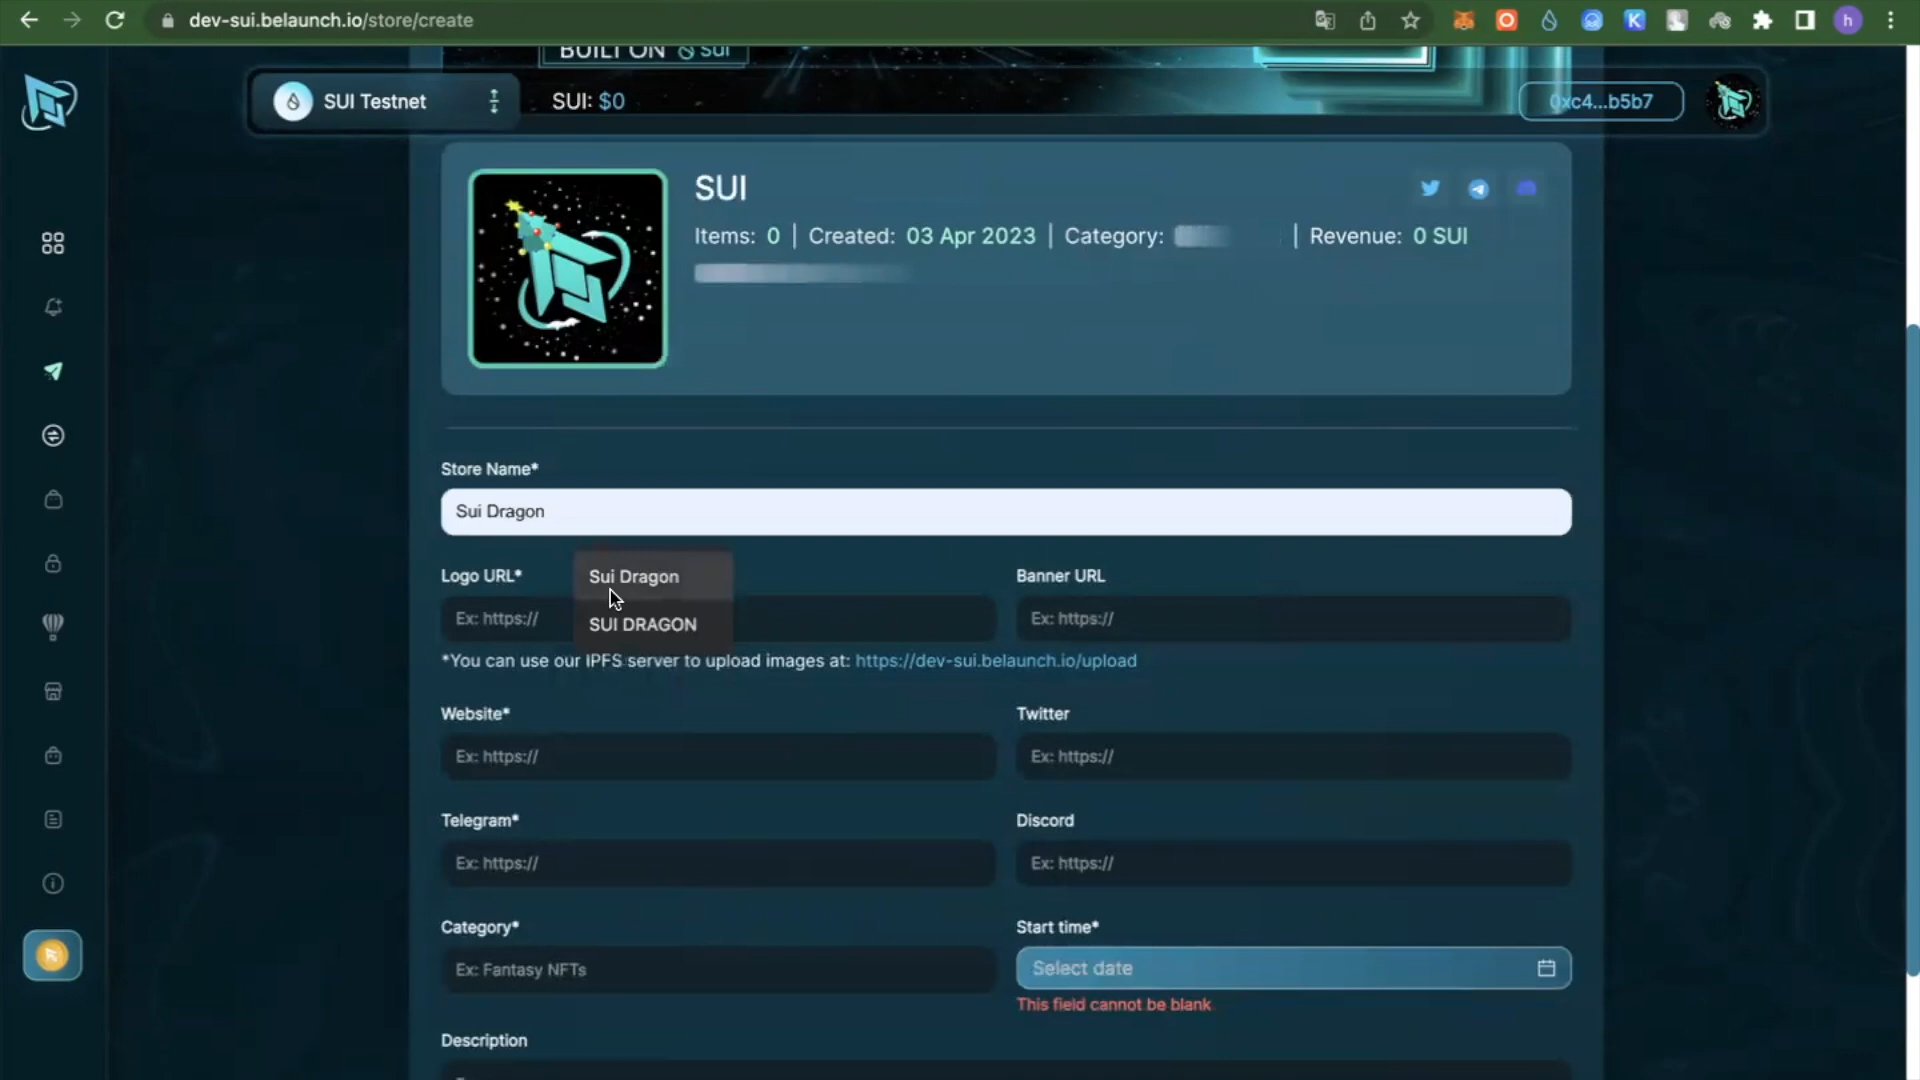 dev-sui.belaunch.io/store/create
h
BUILT ON Sui
SUI Testnet
SUI: $0
0xc4...b5b7
SUI
Items: 0 | Created: 03 Apr 2023 | Category: | Revenue: 0 SUI
Store Name*
Sui Dragon
Logo URL*
Sui Dragon
Banner URL
Ex: https://
SUI DRAGON
Ex: https://
*You can use our IPFS server to upload images at: https://dev-sui.belaunch.io/upload
Website*
Twitter
Ex: https://
Ex: https://
Telegram*
Discord
Ex: https://
Ex: https://
Category*
Start time*
Ex: Fantasy NFTs
Select date
This field cannot be blank
Description